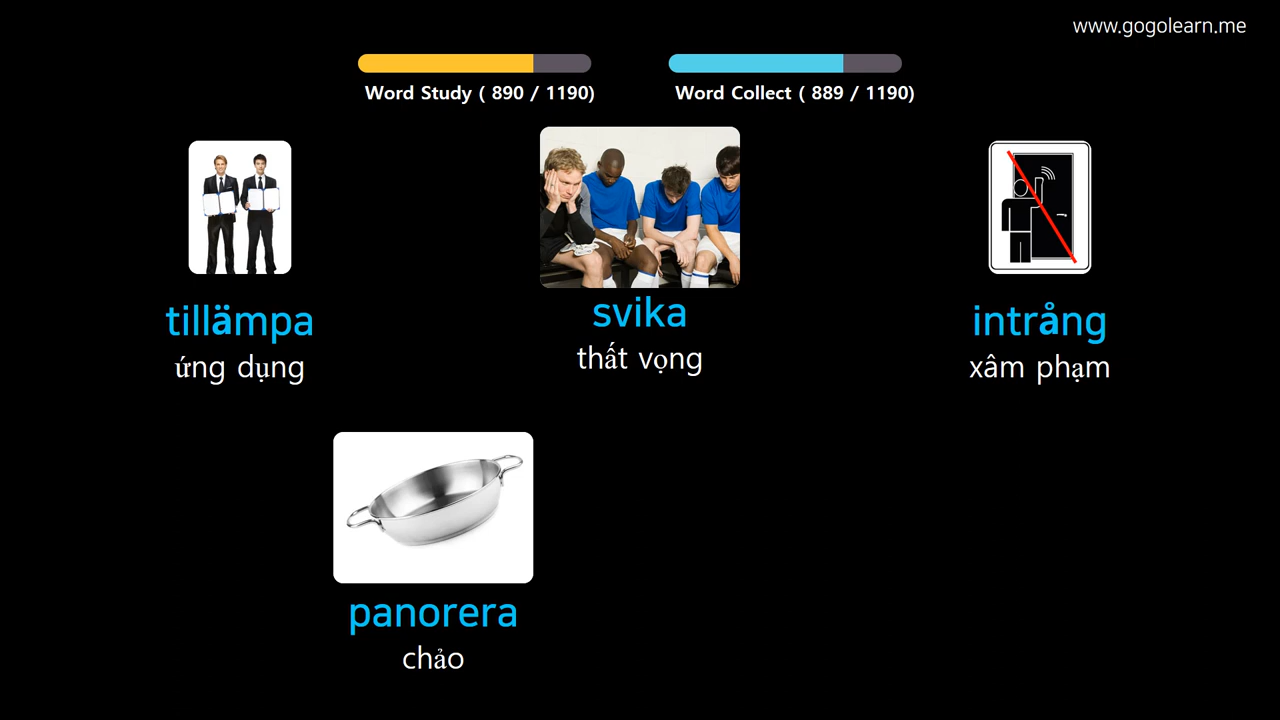 www.gogolearn.me
Word Study ( 890 / 1190)
Word Collect ( 889 / 1190)
tillämpa
ứng dụng
svika
thất vọng
intrång
xâm phạm
panorera
chảo